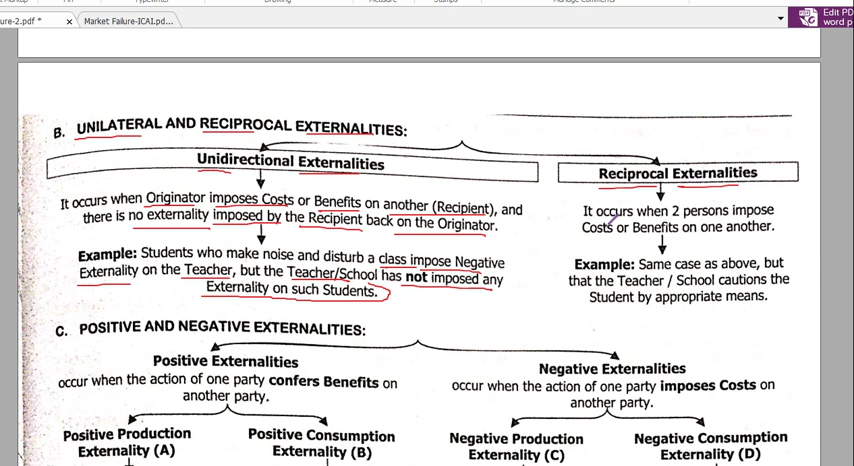 ure-2.pdf *
Market Failure-ICAI.pd...
Edit PD
word p
B. UNILATERAL AND RECIPROCAL EXTERNALITIES:
Unidirectional Externalities
It occurs when Originator imposes Costs or Benefits on another (Recipient), and
there is no externality imposed by the Recipient back on the Originator.
Example: Students who make noise and disturb a class impose Negative
Externality on the Teacher, but the Teacher/School has not imposed any
Externality on such Students.
Reciprocal Externalities
It occurs when 2 persons impose
Costs or Benefits on one another.
Example: Same case as above, but
that the Teacher / School cautions the
Student by appropriate means.
C. POSITIVE AND NEGATIVE EXTERNALITIES:
Positive Externalities
occur when the action of one party confers Benefits on
another party.
Negative Externalities
occur when the action of one party imposes Costs on
another party.
Positive Production
Externality (A)
Positive Consumption
Externality (B)
Negative Production
Externality (C)
Negative Consumption
Externality (D)